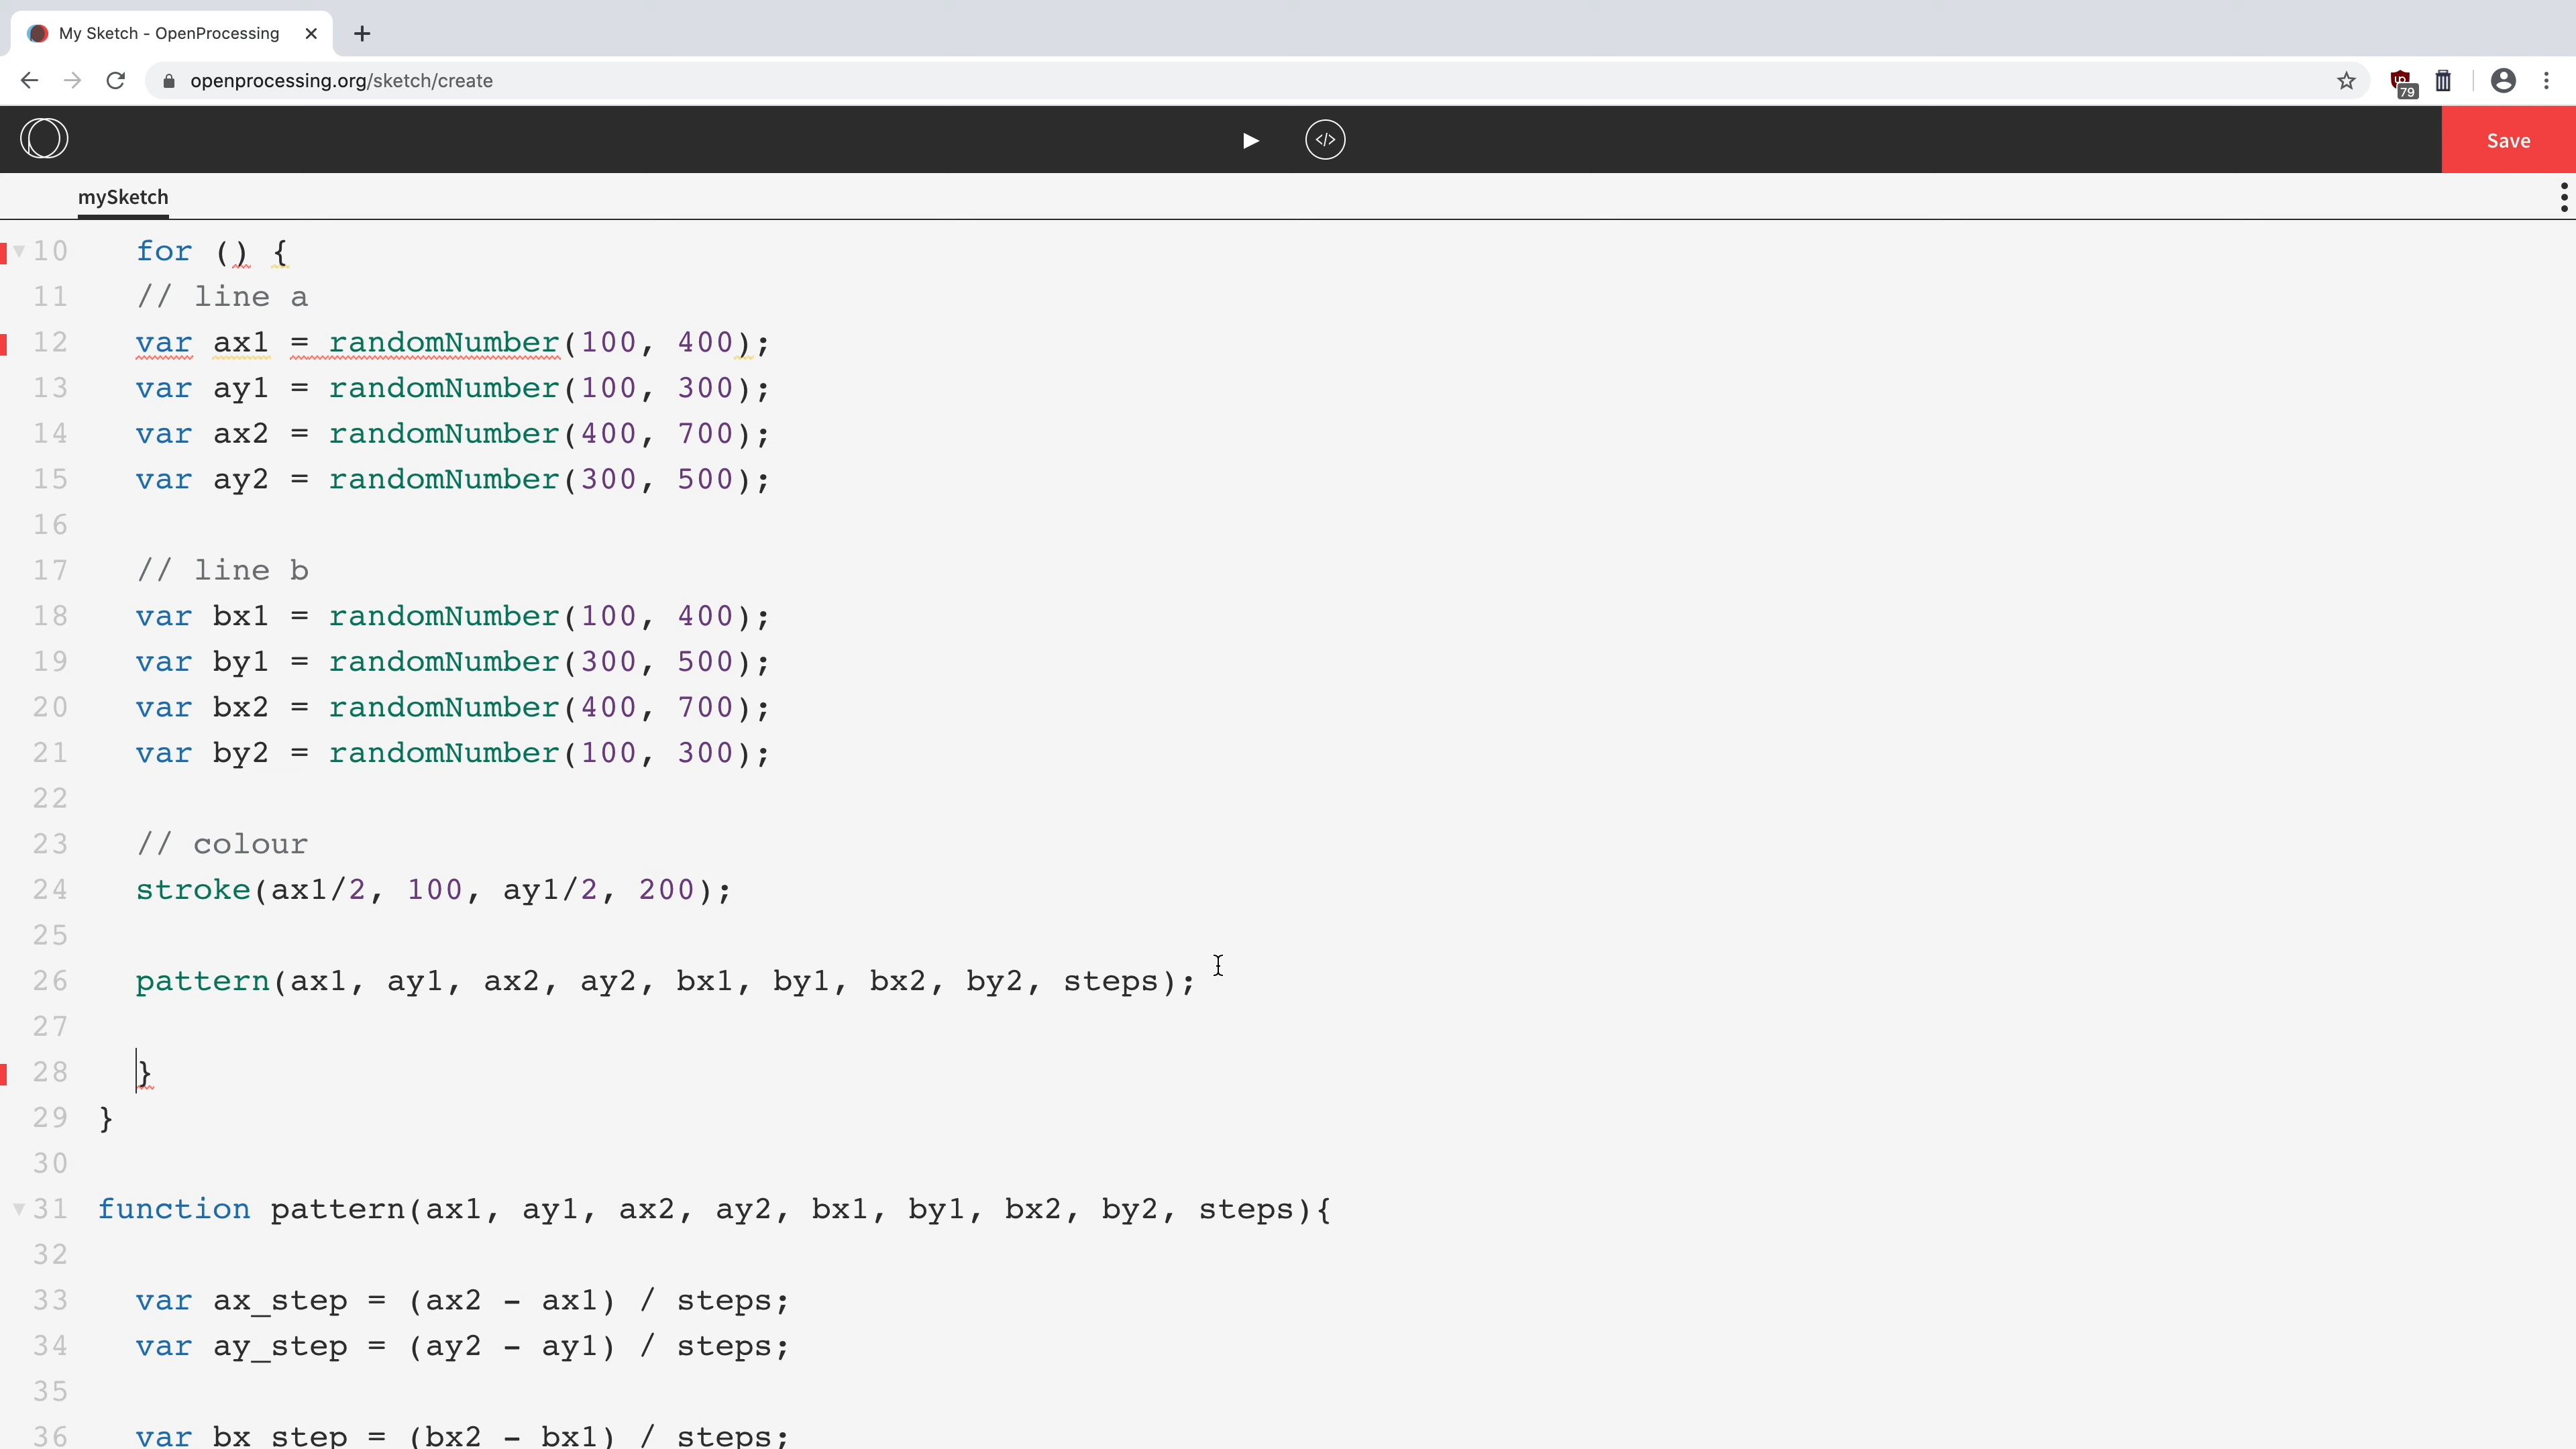 My Sketch - OpenProcessing
openprocessing.org/sketch/create
79
</>
Save
mySketch
10 for () {
11 // line a
12 var ax1 = randomNumber(100, 400);
13 var ay1 = randomNumber(100, 300);
14 var ax2 = randomNumber(400, 700);
15 var ay2 = randomNumber(300, 500);
16
17 // line b
18 var bx1 = randomNumber(100, 400);
19 var by1 = randomNumber(300, 500);
20 var bx2 = randomNumber(400, 700);
21 var by2 = randomNumber(100, 300);
22
23 // colour
24 stroke(ax1/2, 100, ay1/2, 200);
25
26 pattern(ax1, ay1, ax2, ay2, bx1, by1, bx2, by2, steps);
27
28 }
29 }
30
31 function pattern(ax1, ay1, ax2, ay2, bx1, by1, bx2, by2, steps){
32
33 var ax_step = (ax2 - ax1) / steps;
34 var ay_step = (ay2 - ay1) / steps;
35
36 var bx_step = (bx2 - bx1) / steps;